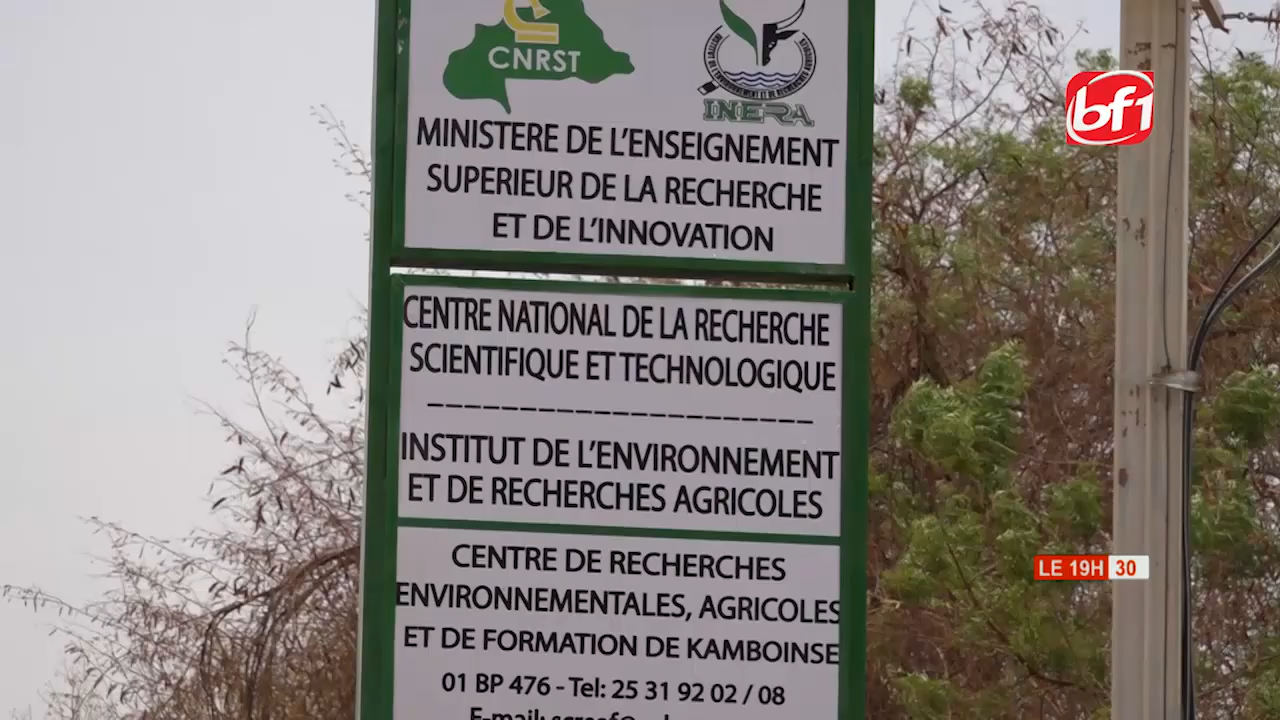 CNRST
INERA
bf1
MINISTERE DE L'ENSEIGNEMENT
SUPERIEUR DE LA RECHERCHE
ET DE L'INNOVATION
CENTRE NATIONAL DE LA RECHERCHE
SCIENTIFIQUE ET TECHNOLOGIQUE
INSTITUT DE L'ENVIRONNEMENT
ET DE RECHERCHES AGRICOLES
CENTRE DE RECHERCHES
ENVIRONNEMENTALES, AGRICOLES
ET DE FORMATION DE KAMBOINSE
LE 19H 30
01 BP 476 - Tel: 25 31 92 02 / 08